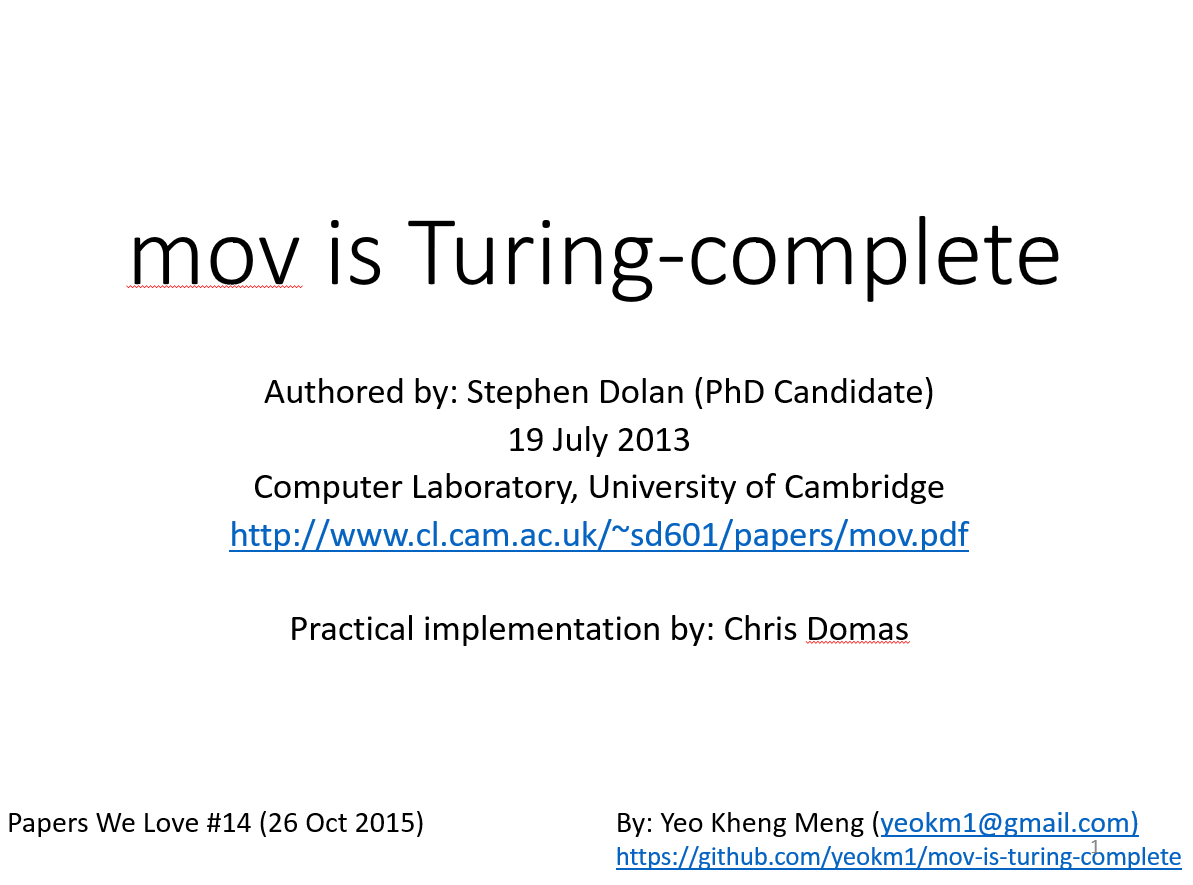 mov is Turing-complete
Authored by: Stephen Dolan (PhD Candidate)
19 July 2013
Computer Laboratory, University of Cambridge
http://www.cl.cam.ac.uk/~sd601/papers/mov.pdf
Practical implementation by: Chris Domas
Papers We Love #14 (26 Oct 2015)
By: Yeo Kheng Meng (yeokm1@gmail.com)
https://github.com/yeokm1/mov-is-turing-complete
1